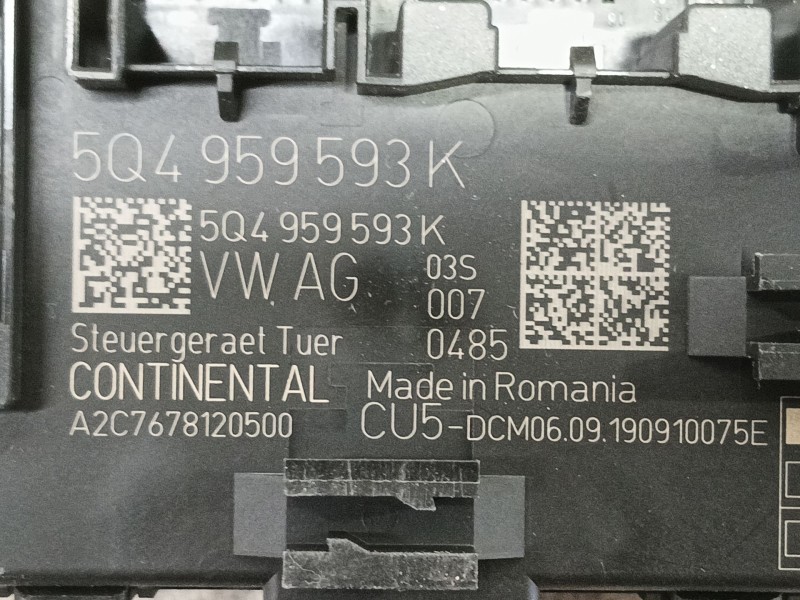 5Q4 959 593 K
5Q4 959 593 K
VW AG
03S
007
Steuergeraet Tuer
0485
CONTINENTAL
Made in Romania
A2C7678120500
CU5-DCM06.09.190910075E